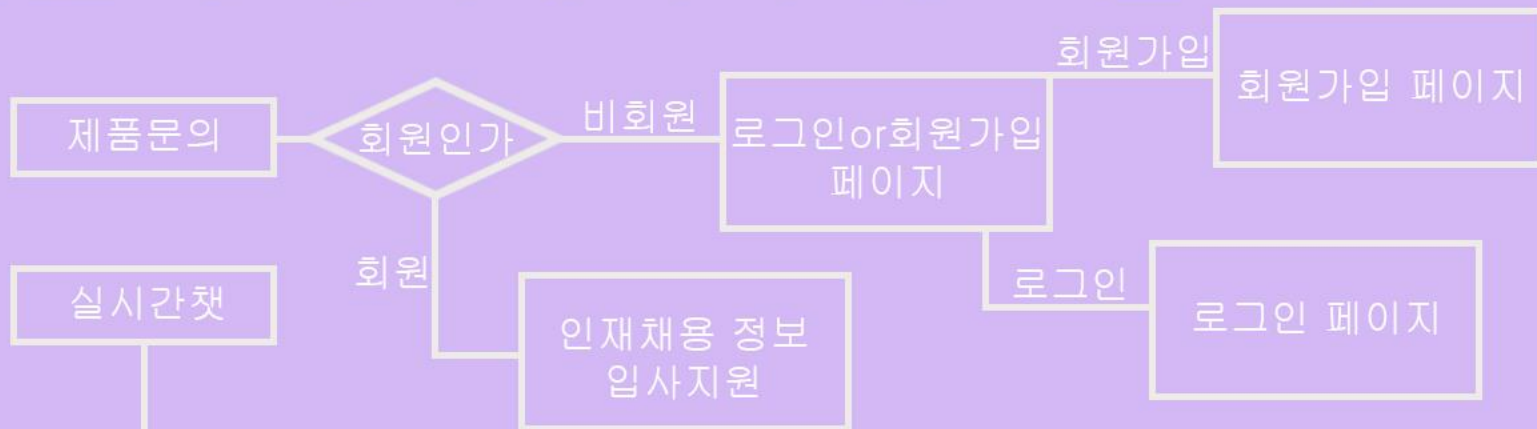 회원가입
회원가입 페이지
제품문의
회원인가
비회원
로그인or회원가입
페이지
회원
로그인
실시간챗
인재채용 정보
입사지원
로그인 페이지